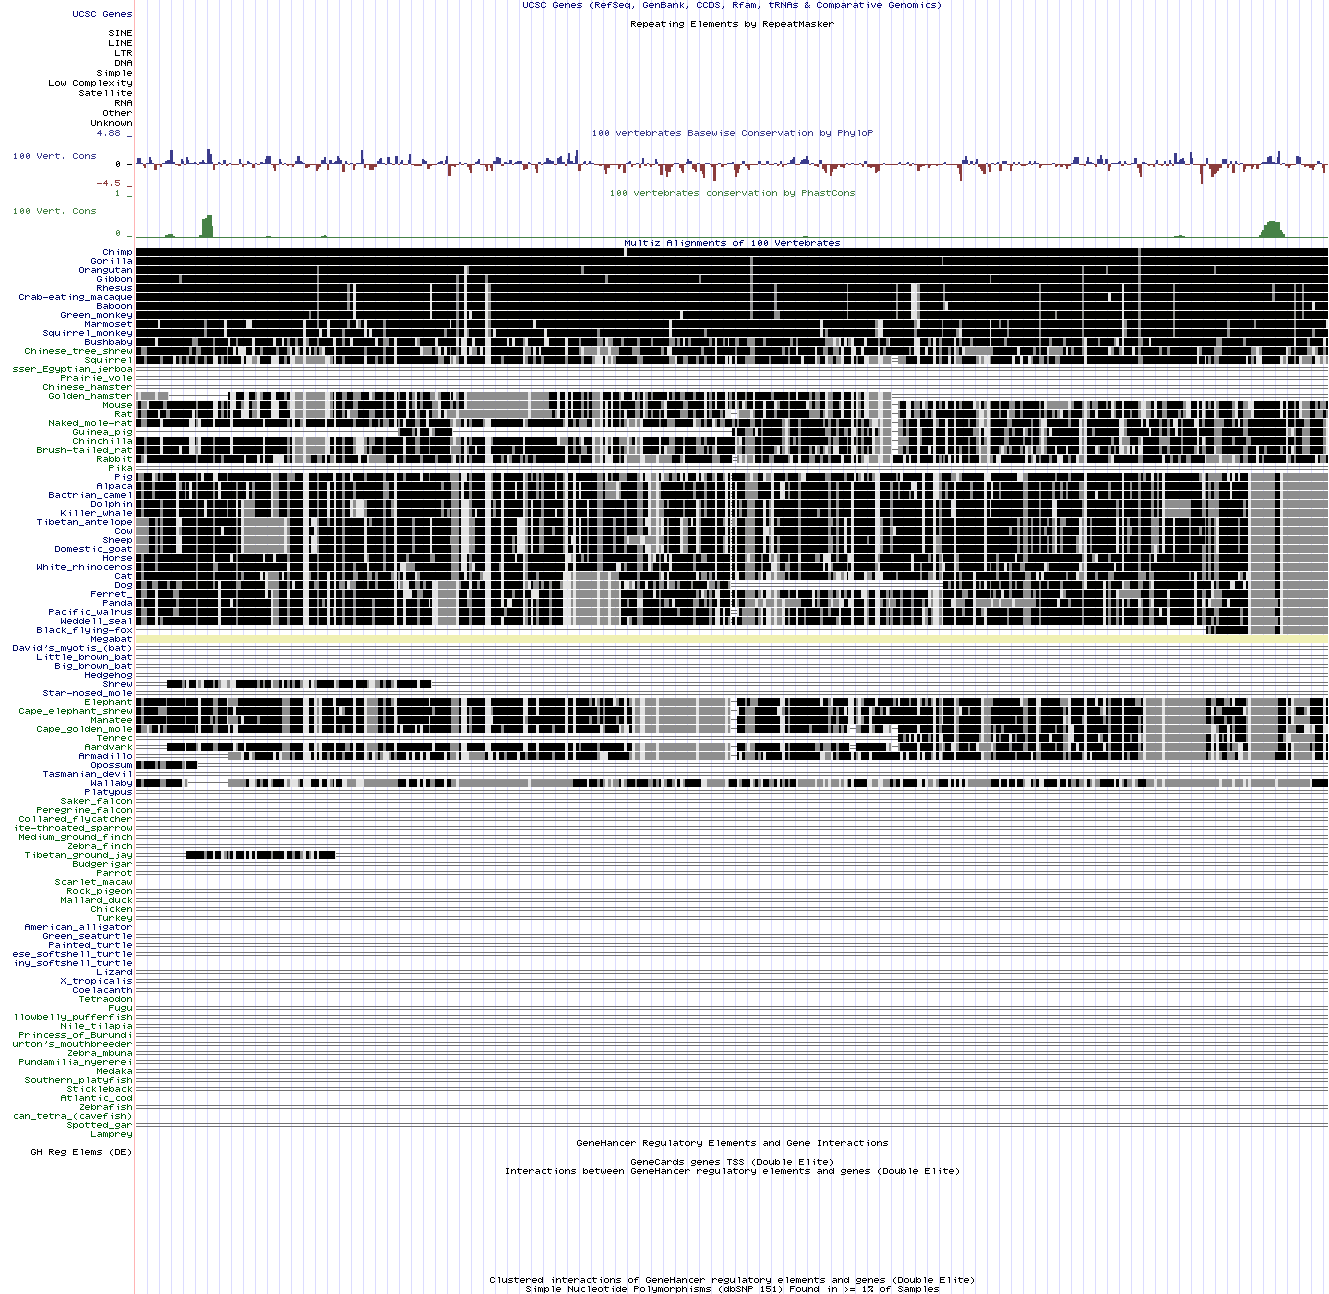 UCSC Genes (RefSeq, GenBank, CCDS, Rfam, tRNAs & Comparative Genomics)
UCSC Genes
Repeating Elements by RepeatMasker
SINE
LINE
LTR
DNA
Simple
Low Complexity
Satellite
RNA
Other
Unknown
4.88 _
100 vertebrates Basewise Conservation by PhyloP
100 Vert. Cons
0 _
-4.5 _
100 vertebrates conservation by PhastCons
1 _
100 Vert. Cons
0 _
Multiz Alignments of 100 Vertebrates
Chimp
Gorilla
Orangutan
Gibbon
Rhesus
Crab-eating_macaque
Baboon
Green_monkey
Marmoset
Squirrel_monkey
Bushbaby
Chinese_tree_shrew
Squirrel
sser_Egyptian_jerboa
Prairie_vole
Chinese_hamster
Golden_hamster
Mouse
Rat
Naked_mole-rat
Guinea_pig
Chinchilla
Brush-tailed_rat
Rabbit
Pika
Pig
Alpaca
Bactrian_camel
Dolphin
Killer_whale
Tibetan_antelope
Cow
Sheep
Domestic_goat
Horse
White_rhinoceros
Cat
Dog
Ferret_
Panda
Pacific_walrus
Weddell_seal
Black_flying-fox
Megabat
David's_myotis_(bat)
Little_brown_bat
Big_brown_bat
Hedgehog
Shrew
Star-nosed_mole
Elephant
Cape_elephant_shrew
Manatee
Cape_golden_mole
Tenrec
Aardvark
Armadillo
Opossum
Tasmanian_devil
Wallaby
Platypus
Saker_falcon
Peregrine_falcon
Collared_flycatcher
ite-throated_sparrow
Medium_ground_finch
Zebra_finch
Tibetan_ground_jay
Budgerigar
Parrot
Scarlet_macaw
Rock_pigeon
Mallard_duck
Chicken
Turkey
American_alligator
Green_seaturtle
Painted_turtle
ese_softshell_turtle
iny_softshell_turtle
Lizard
X_tropicalis
Coelacanth
Tetraodon
Fugu
llowbelly_pufferfish
Nile_tilapia
Princess_of_Burundi
urton's_mouthbreeder
Zebra_mbuna
Pundamilia_nyererei
Medaka
Southern_platyfish
Stickleback
Atlantic_cod
Zebrafish
can_tetra_(cavefish)
Spotted_gar
Lamprey
GeneHancer Regulatory Elements and Gene Interactions
GH Reg Elems (DE)
GeneCards genes TSS (Double Elite)
Interactions between GeneHancer regulatory elements and genes (Double Elite)
Clustered interactions of GeneHancer regulatory elements and genes (Double Elite)
Simple Nucleotide Polymorphisms (dbSNP 151) Found in >= 1% of Samples